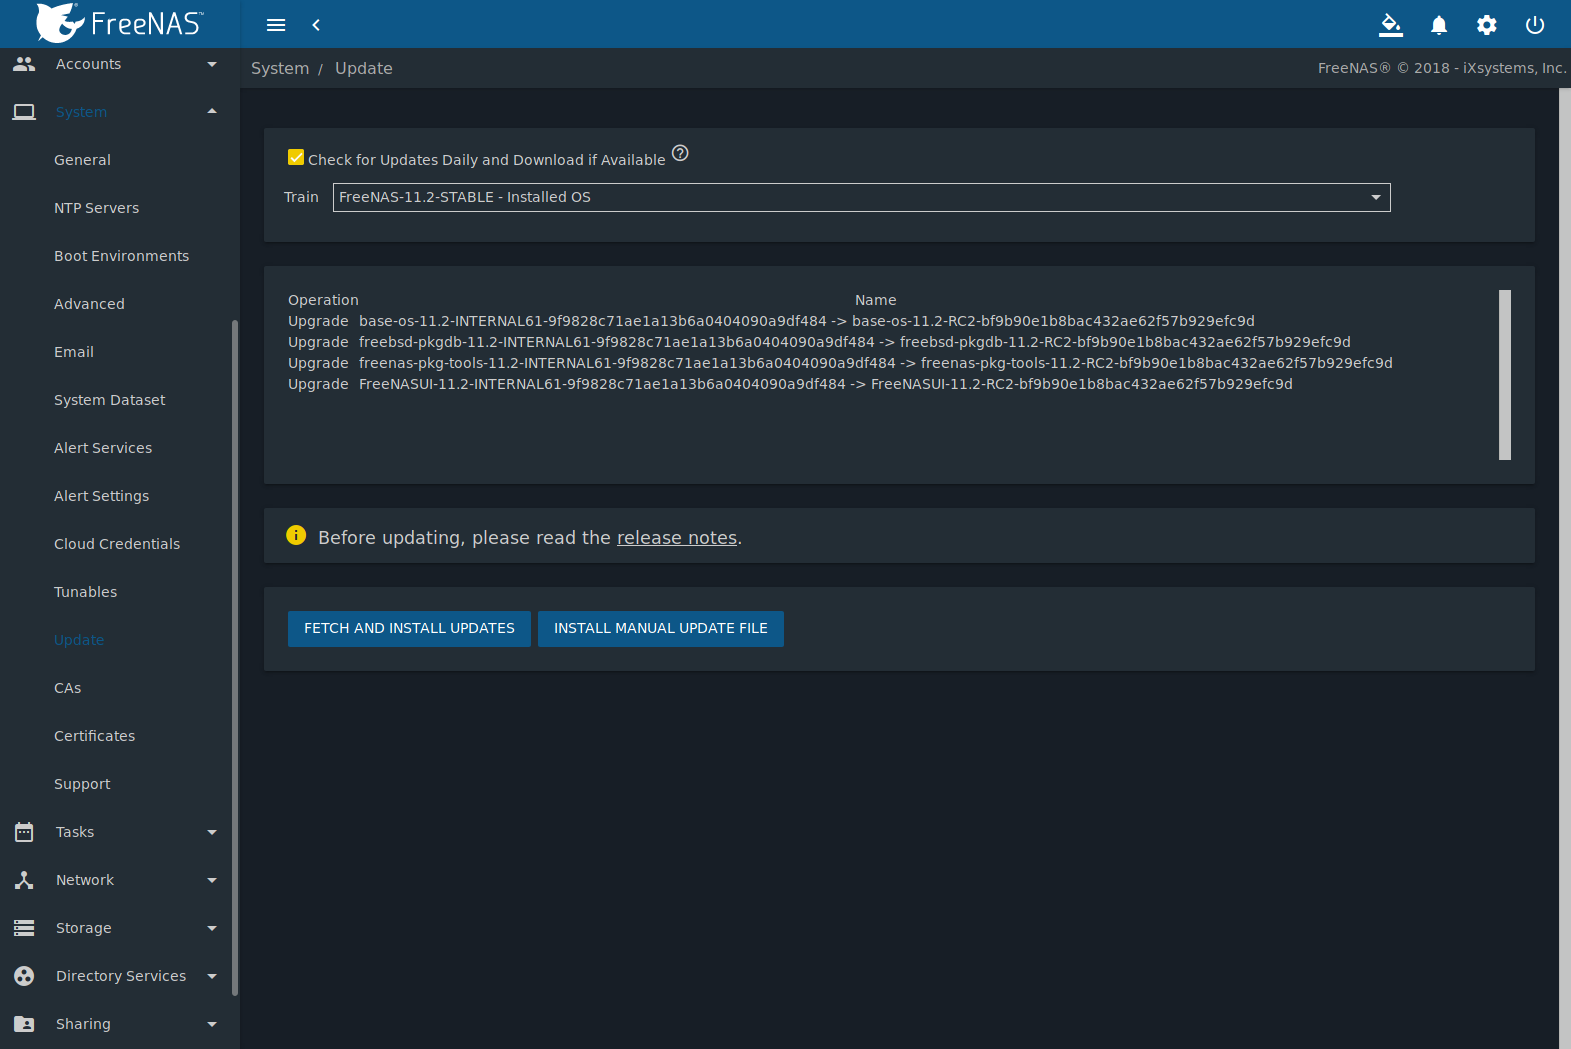 FreeNAS™
Accounts
System
General
NTP Servers
Boot Environments
Advanced
Email
System Dataset
Alert Services
Alert Settings
Cloud Credentials
Tunables
Update
CAs
Certificates
Support
Tasks
Network
Storage
Directory Services
Sharing
System / Update
FreeNAS® © 2018 - iXsystems, Inc.
Check for Updates Daily and Download if Available
Train FreeNAS-11.2-STABLE - Installed OS
Operation Name
Upgrade base-os-11.2-INTERNAL61-9f9828c71ae1a13b6a0404090a9df484 -> base-os-11.2-RC2-bf9b90e1b8bac432ae62f57b929efc9d
Upgrade freebsd-pkgdb-11.2-INTERNAL61-9f9828c71ae1a13b6a0404090a9df484 -> freebsd-pkgdb-11.2-RC2-bf9b90e1b8bac432ae62f57b929efc9d
Upgrade freenas-pkg-tools-11.2-INTERNAL61-9f9828c71ae1a13b6a0404090a9df484 -> freenas-pkg-tools-11.2-RC2-bf9b90e1b8bac432ae62f57b929efc9d
Upgrade FreeNASUI-11.2-INTERNAL61-9f9828c71ae1a13b6a0404090a9df484 -> FreeNASUI-11.2-RC2-bf9b90e1b8bac432ae62f57b929efc9d
Before updating, please read the release notes.
FETCH AND INSTALL UPDATES
INSTALL MANUAL UPDATE FILE